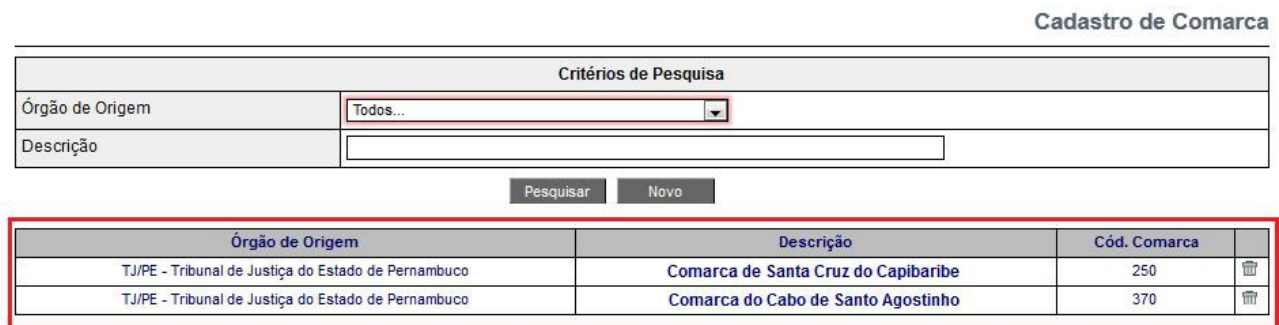 Cadastro de Comarca
Critérios de Pesquisa
Órgão de Origem Todos...
Descrição
Pesquisar Novo
Órgão de Origem Descrição Cód. Comarca
TJ/PE - Tribunal de Justiça do Estado de Pernambuco Comarca de Santa Cruz do Capibaribe 250
TJ/PE - Tribunal de Justiça do Estado de Pernambuco Comarca do Cabo de Santo Agostinho 370